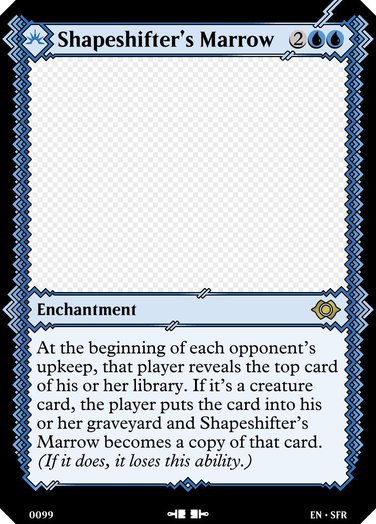 Shapeshifter's Marrow 2
Enchantment
At the beginning of each opponent's
upkeep, that player reveals the top card
of his or her library. If it's a creature
card, the player puts the card into his
or her graveyard and Shapeshifter's
Marrow becomes a copy of that card.
(If it does, it loses this ability.)
0099
EN • SFR